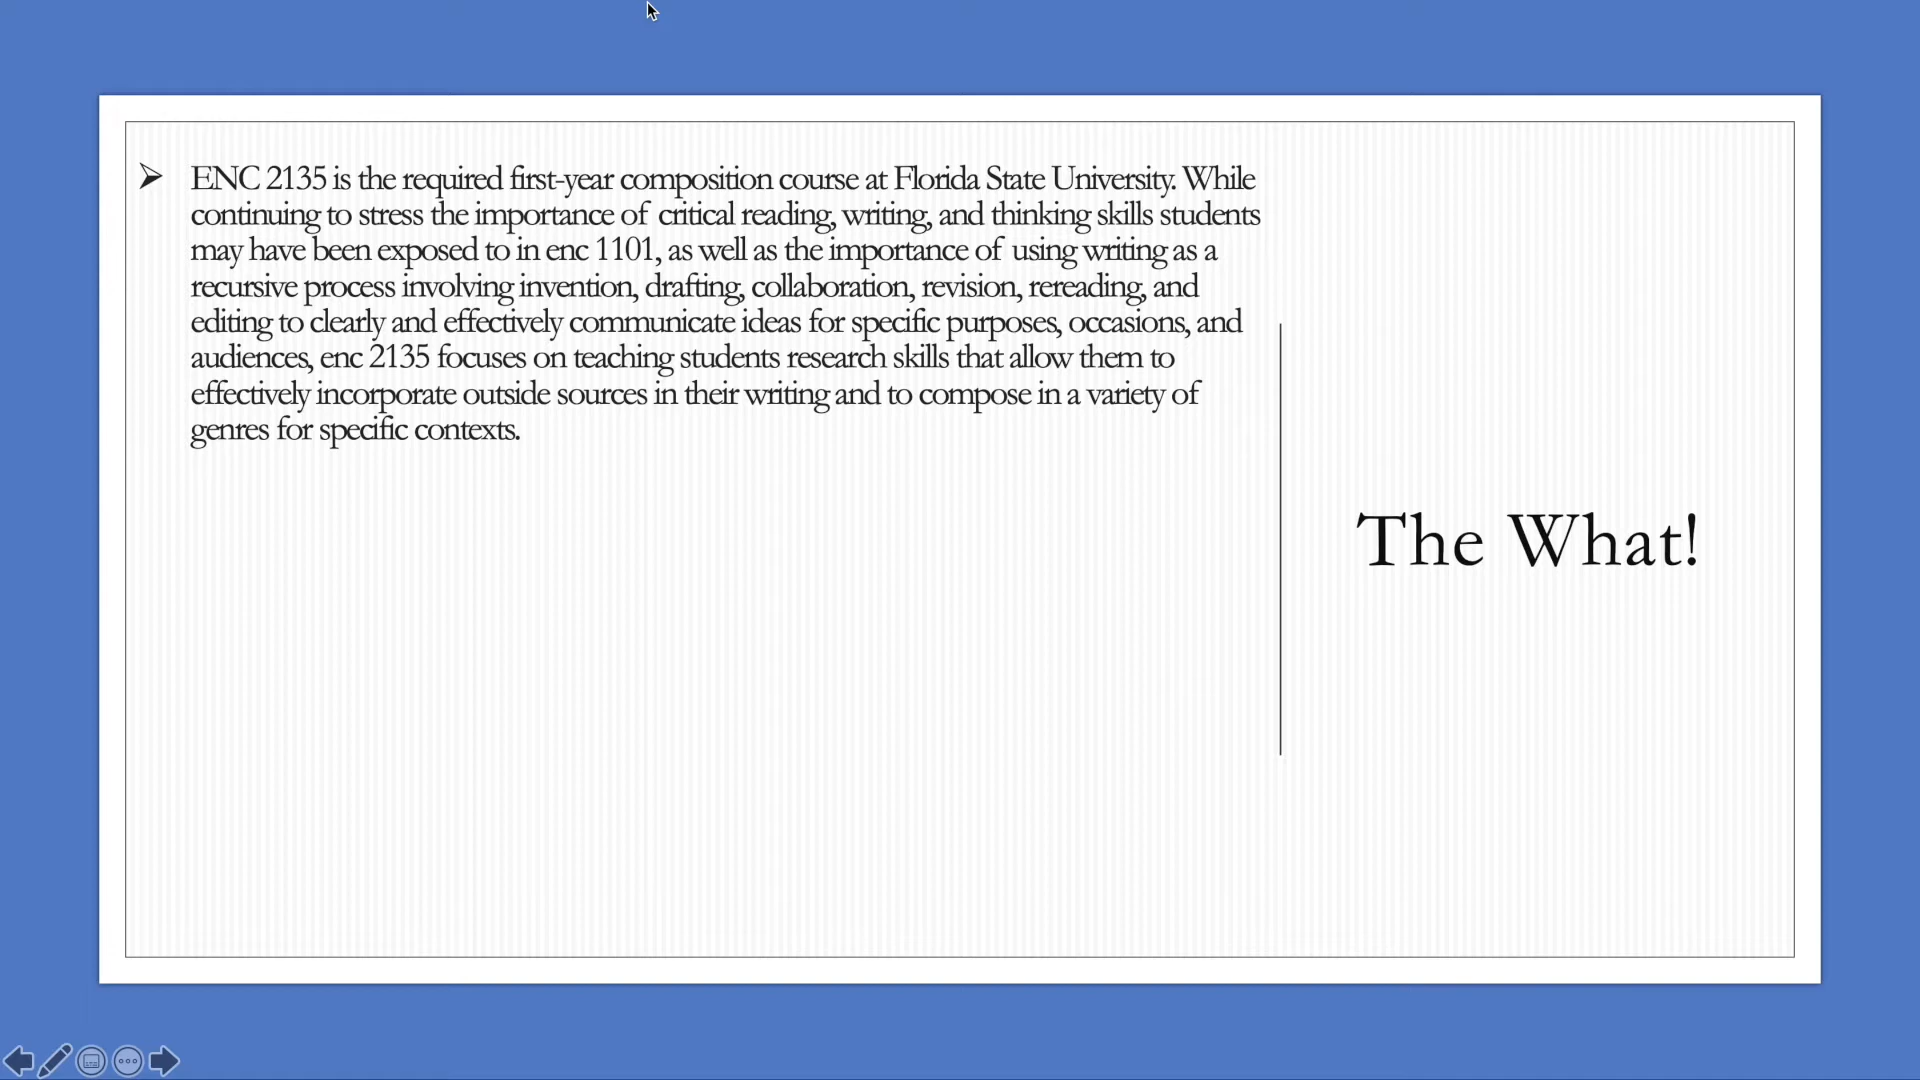 ENC 2135 is the required first-year composition course at Florida State University. While
continuing to stress the importance of critical reading, writing, and thinking skills students
may have been exposed to in enc 1101, as well as the importance of using writing as a
recursive process involving invention, drafting, collaboration, revision, rereading, and
editing to clearly and effectively communicate ideas for specific purposes, occasions, and
audiences, enc 2135 focuses on teaching students research skills that allow them to
effectively incorporate outside sources in their writing and to compose in a variety of
genres for specific contexts.
The What!